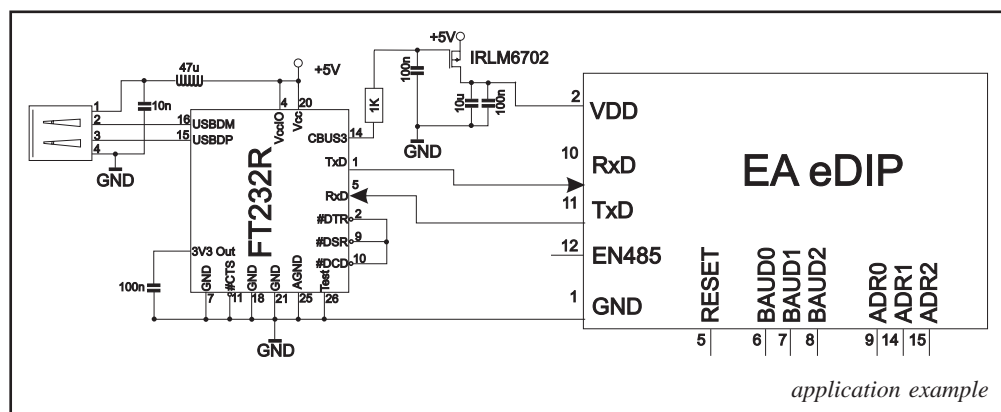 +5V
IRLM6702
47u
+5V
100n
1K
10u
100n
1
2
3
4
10n
GND
16
15
USBDM
USBDP
4
20
VccIO
Vcc
CBUS3
14
GND
TxD
1
RxD
5
FT232R
#DTR
2
#DSR
9
#DCD
10
3V3 Out
100n
GND
#CTS
GND
GND
AGND
Test
7
11
18
21
25
26
GND
2
VDD
10
RxD
11
TxD
12
EN485
1
GND
EA eDIP
RESET
BAUD0
BAUD1
BAUD2
ADR0
ADR1
ADR2
5
6
7
8
9
14
15
application example